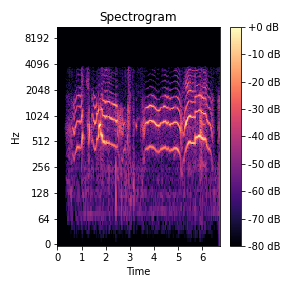 Spectrogram
+0 dB
8192
-10 dB
4096
-20 dB
2048
-30 dB
1024
Hz
-40 dB
512
-50 dB
256
128
-60 dB
64
-70 dB
0
-80 dB
0 1 2 3 4 5 6
Time